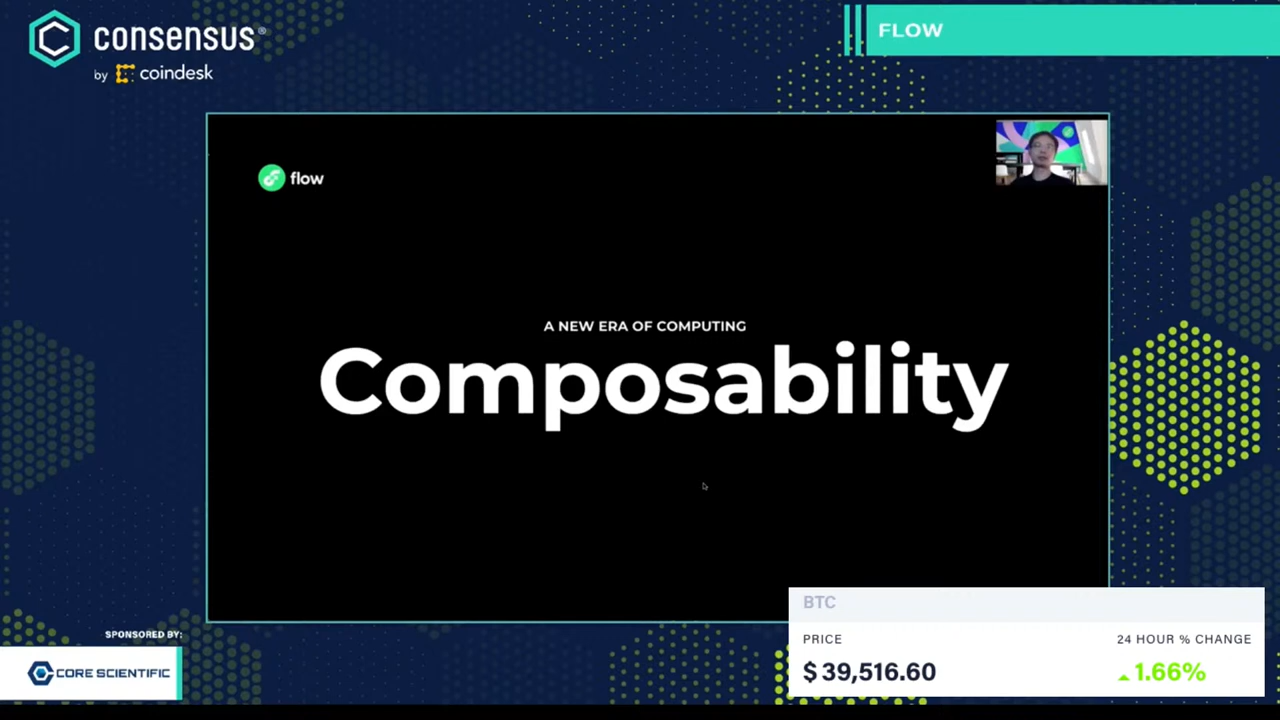 consensus®
by coindesk
FLOW
flow
A NEW ERA OF COMPUTING
Composability
SPONSORED BY:
CORE SCIENTIFIC
BTC
PRICE
24 HOUR % CHANGE
$ 39,516.60
1.66%